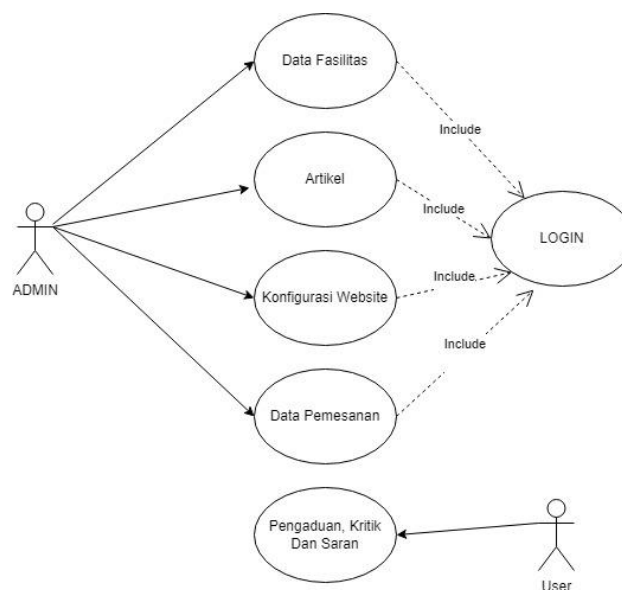 Data Fasilitas
Include
Artikel
Include
LOGIN
ADMIN
Konfigurasi Website
Include
Include
Data Pemesanan
Pengaduan, Kritik
Dan Saran
User